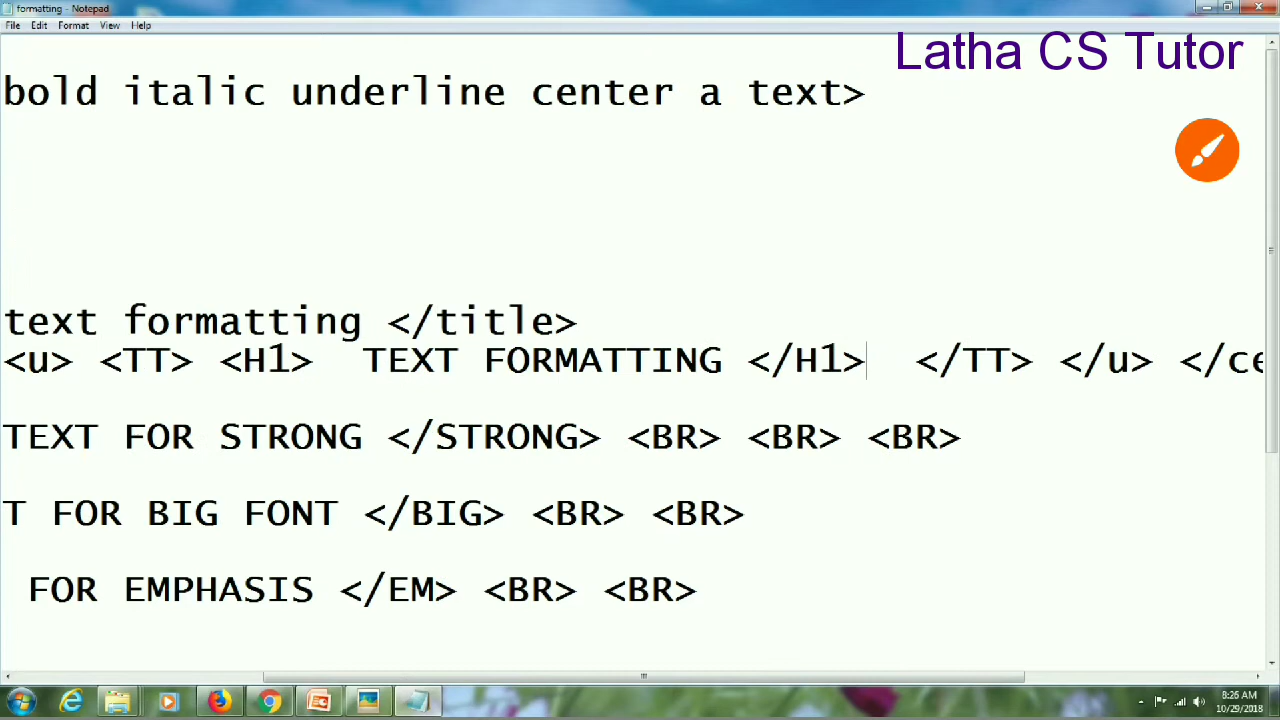 formatting - Notepad
File Edit Format View Help
Latha CS Tutor
bold italic underline center a text>
text formatting </title>
<u> <TT> <H1>  TEXT FORMATTING </H1>  </TT> </u> </ce
TEXT FOR STRONG </STRONG> <BR> <BR> <BR>
T FOR BIG FONT </BIG> <BR> <BR>
FOR EMPHASIS </EM> <BR> <BR>
8:25 AM
10/29/2018